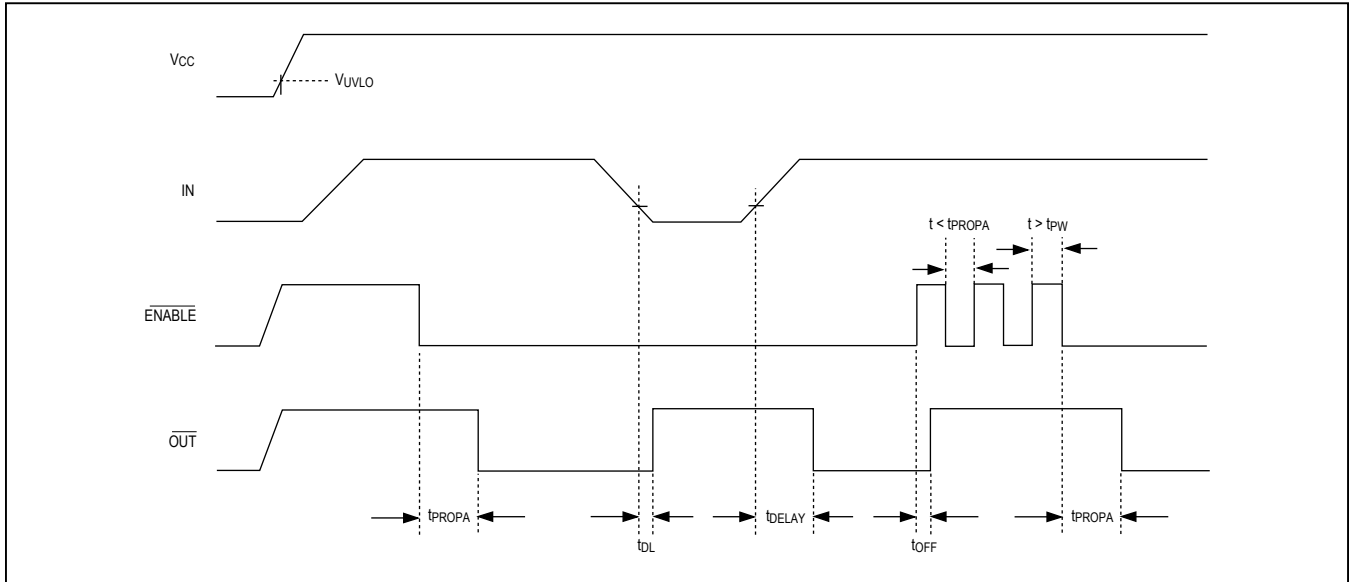 VCC
VUVLO
IN
t < tPROPA
t > tPW
ENABLE
OUT
tPROPA
tDL
tDELAY
tOFF
tPROPA